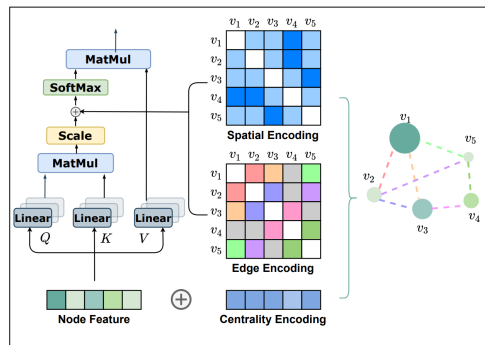 MatMul
SoftMax
Scale
MatMul
Linear Linear Linear
Q K V
Node Feature
v1 v2 v3 v4 v5
v1
v2
v3
v4
v5
Spatial Encoding
v1 v2 v3 v4 v5
v1
v2
v3
v4
v5
Edge Encoding
Centrality Encoding
v1
v5
v2
v3
v4